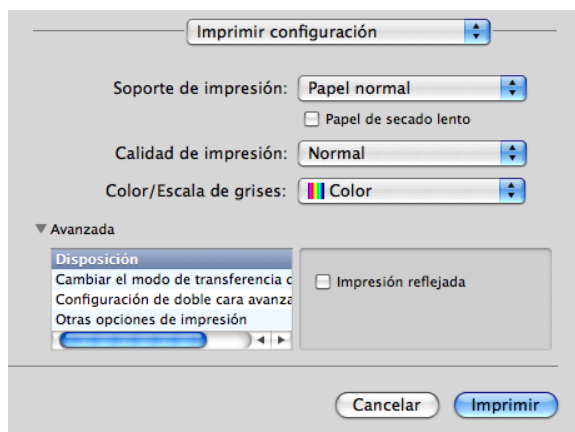 Imprimir configuración
Soporte de impresión: Papel normal
Papel de secado lento
Calidad de impresión: Normal
Color/Escala de grises: Color
Avanzada
Disposición
Cambiar el modo de transferencia
Configuración de doble cara
Impresión reflejada
Otras opciones de impresión
Cancelar Imprimir